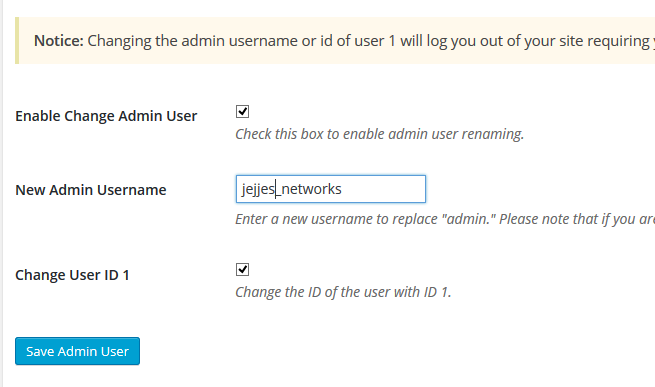 Notice: Changing the admin username or id of user 1 will log you out of your site requiring
Enable Change Admin User
Check this box to enable admin user renaming.
New Admin Username
jejjes_networks
Enter a new username to replace "admin." Please note that if you are
Change User ID 1
Change the ID of the user with ID 1.
Save Admin User